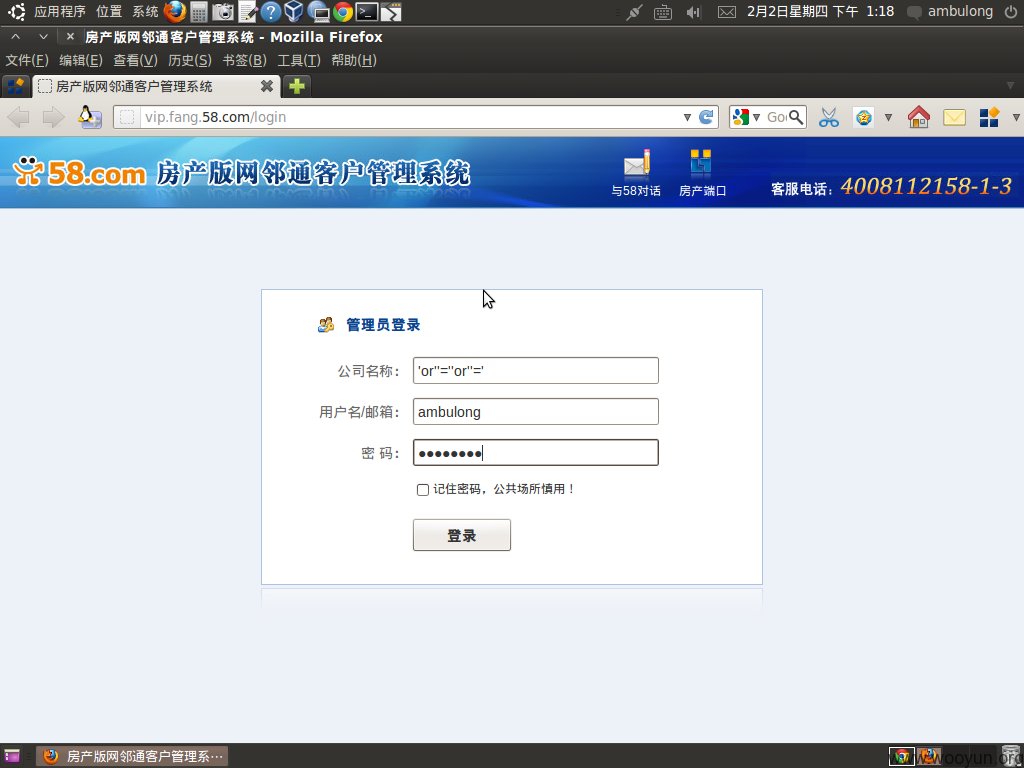 应用程序 位置 系统 2月2日星期四 下午 1:18 ambulong
房产版网邻通客户管理系统 - Mozilla Firefox
文件(F) 编辑(E) 查看(V) 历史(S) 书签(B) 工具(T) 帮助(H)
房产版网邻通客户管理系统
vip.fang.58.com/login
58.com 房产版网邻通客户管理系统
与58对话 房产端口 客服电话: 4008112158-1-3
管理员登录
公司名称: 'or''=''or''='
用户名/邮箱: ambulong
密 码: ●●●●●●●●
记住密码，公共场所慎用！
登录
房产版网邻通客户管理系…
www.wooyun.org